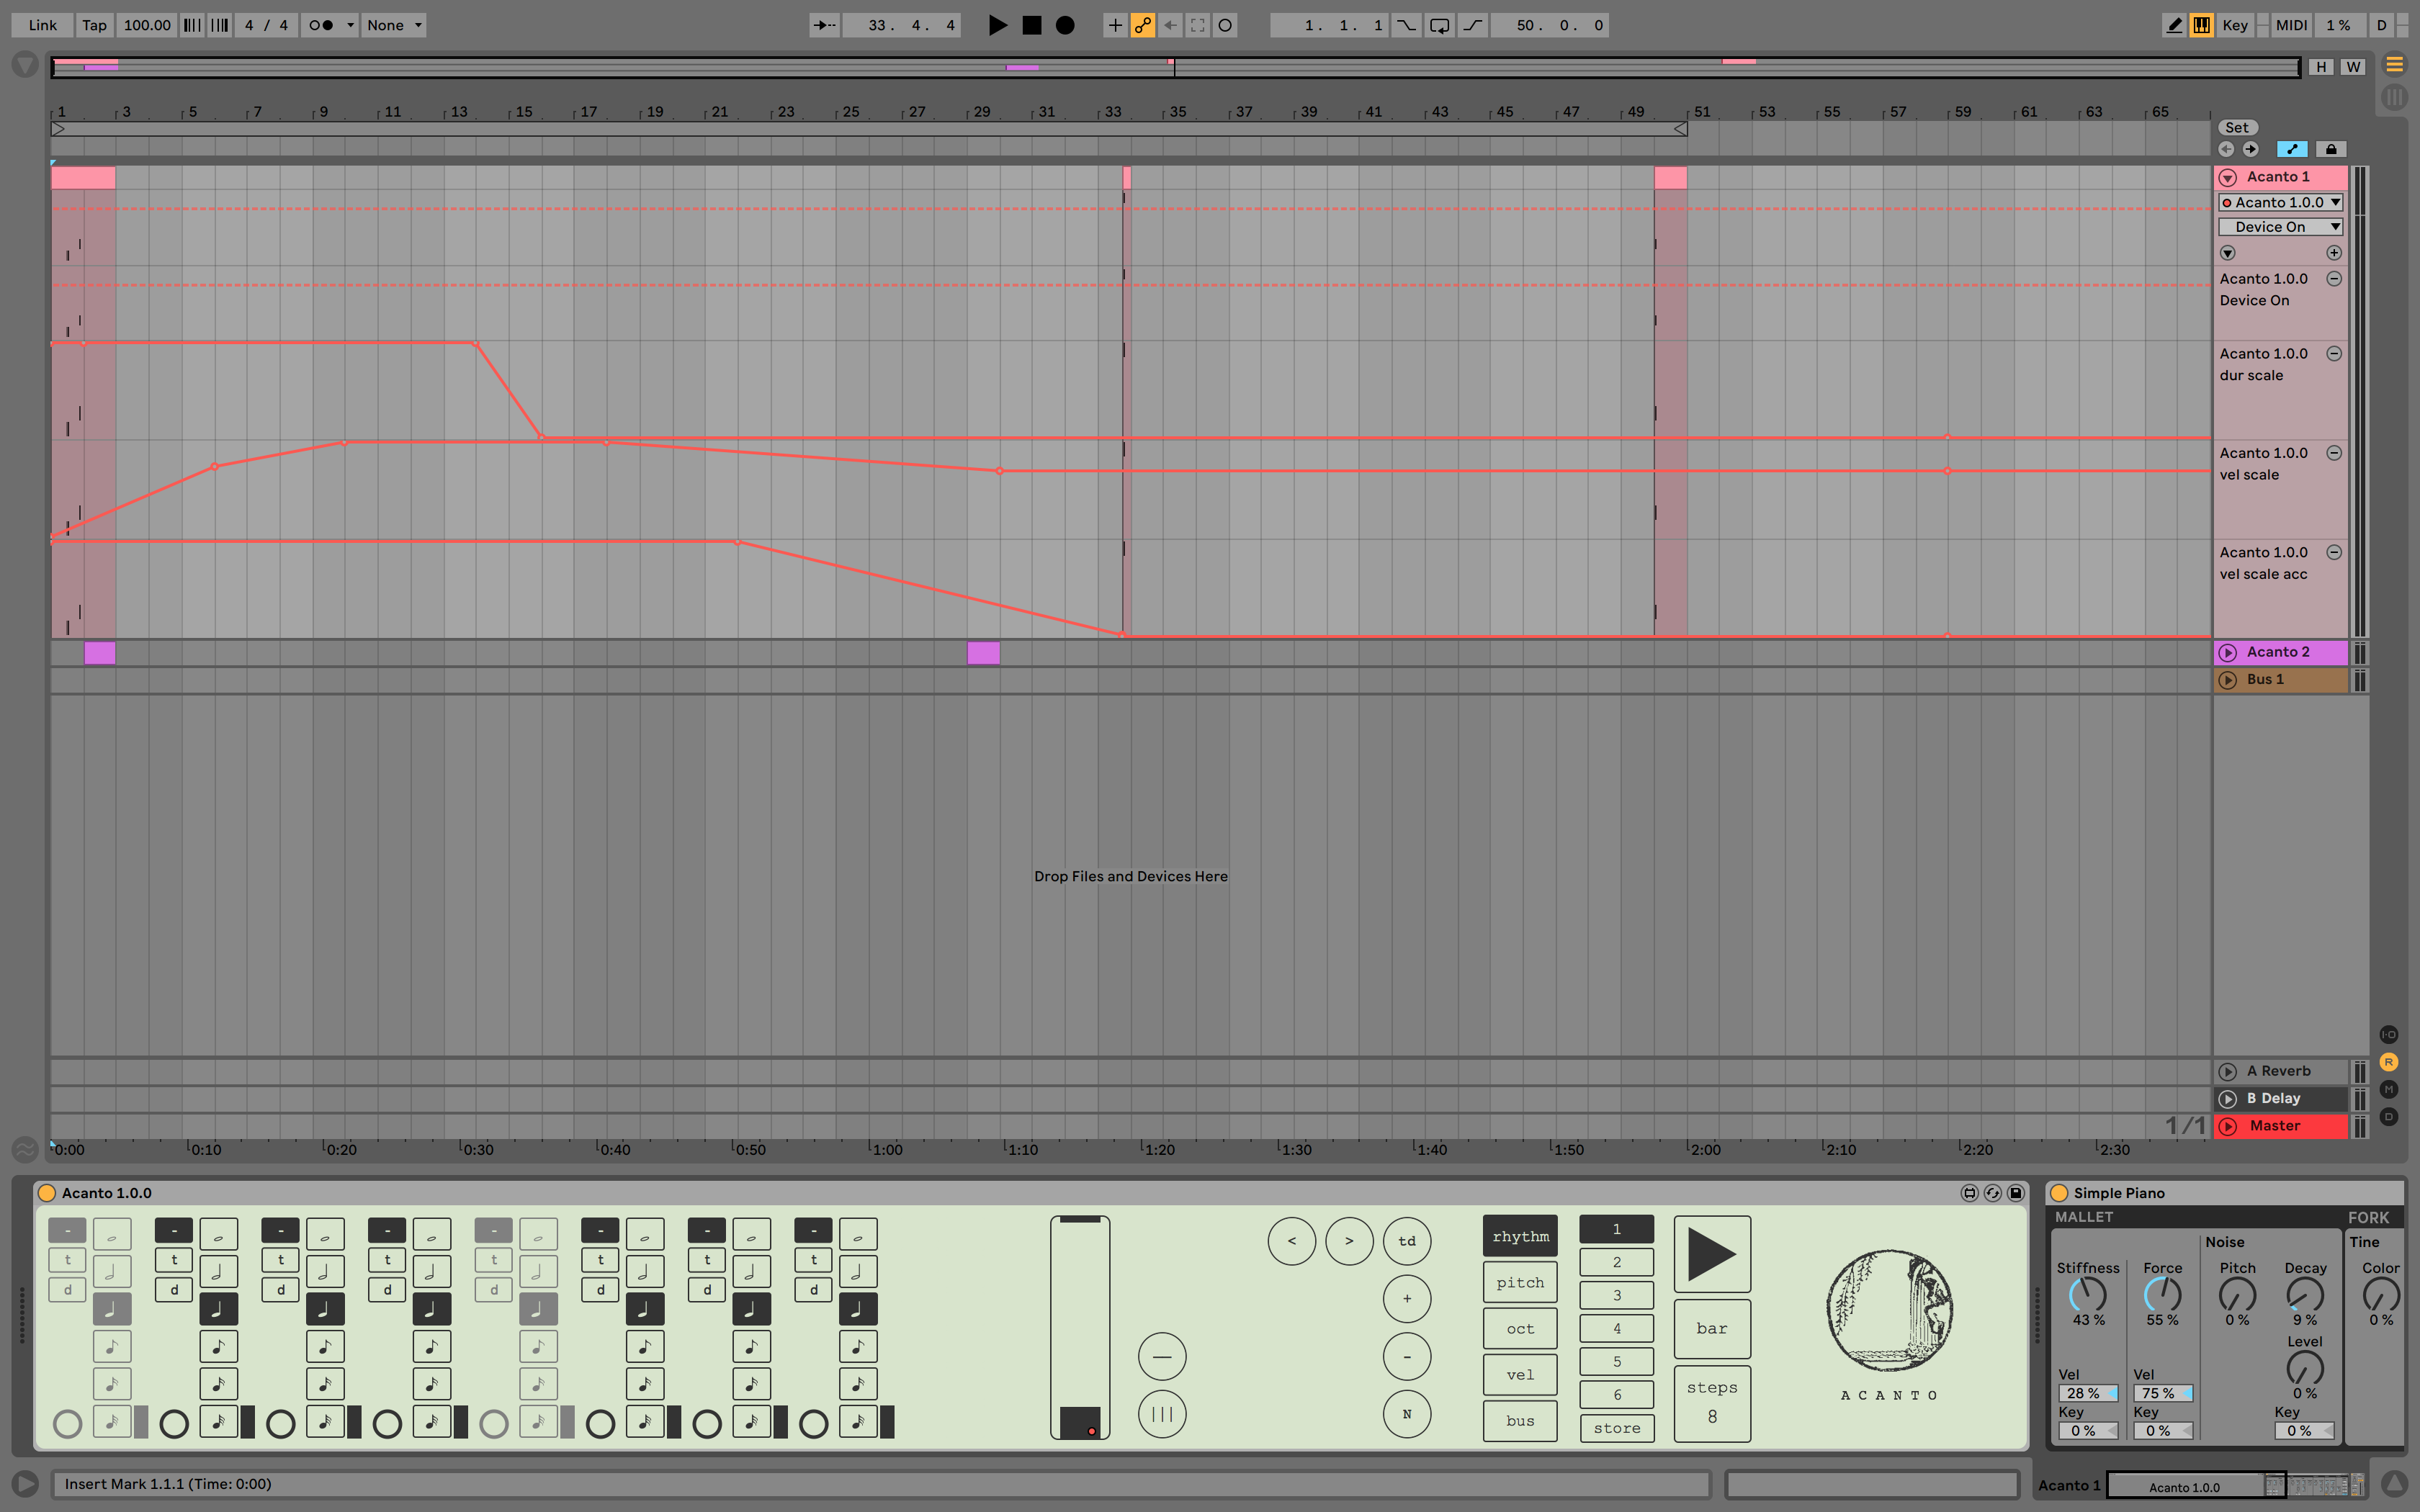 Link Tap 100.00 4 / 4 None 33. 4. 4 1. 1. 1 50. 0. 0 Key MIDI 1 % D
H W
1 3 5 7 9 11 13 15 17 19 21 23 25 27 29 31 33 35 37 39 41 43 45 47 49 51 53 55 57 59 61 63 65
Set
Acanto 1
Acanto 1.0.0
Device On
Acanto 1.0.0
Device On
Acanto 1.0.0
dur scale
Acanto 1.0.0
vel scale
Acanto 1.0.0
vel scale acc
Acanto 2
Bus 1
Drop Files and Devices Here
I·O
R
M
D
A Reverb
B Delay
1/1 Master
0:00 0:10 0:20 0:30 0:40 0:50 1:00 1:10 1:20 1:30 1:40 1:50 2:00 2:10 2:20 2:30
Acanto 1.0.0
- - - - - - - -
t t t t t t t t
d d d d d d d d
< > td
+
-
N
rhythm
pitch
oct
vel
bus
1
2
3
4
5
6
store
bar
steps
8
ACANTO
Simple Piano
MALLET FORK
Noise Tine
Stiffness Force Pitch Decay Color
43 % 55 % 0 % 9 % 0 %
Level
0 %
Vel Vel
28 % 75 %
Key Key Key
0 % 0 % 0 %
Insert Mark 1.1.1 (Time: 0:00)
Acanto 1 Acanto 1.0.0